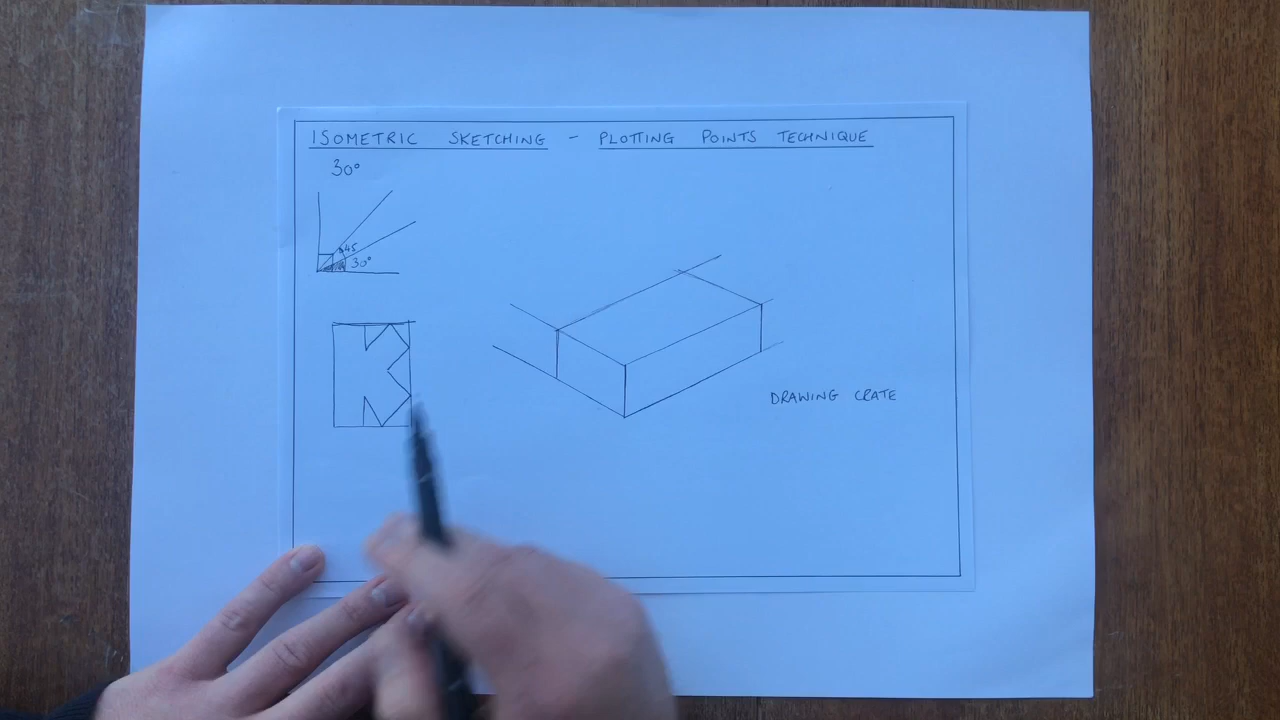 ISOMETRIC SKETCHING - PLOTTING POINTS TECHNIQUE
30°
45
30°
DRAWING CRATE